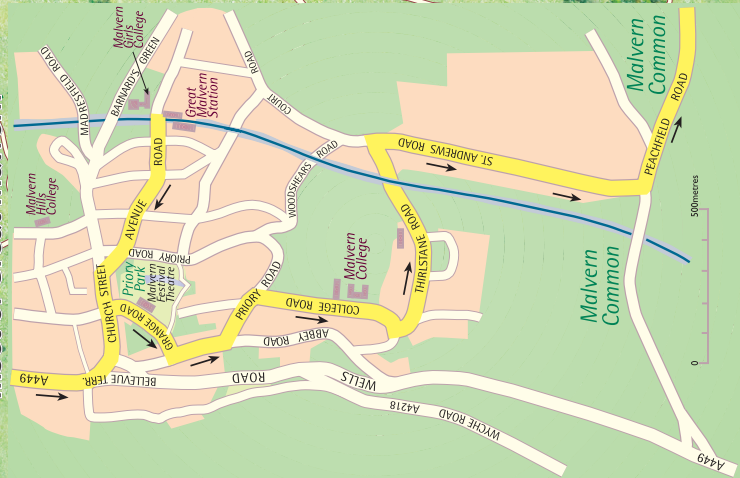 Malvern
Girls
College
BARNARD'S GREEN
MADRESFIELD ROAD
ROAD
COURT
Great
Malvern
Station
Malvern
Common
PEACHFIELD ROAD
ST. ANDREWS ROAD
WOODSHEARS ROAD
AVENUE ROAD
Malvern
Hills
College
PRIORY ROAD
Priory
Park
Malvern
Festival
Theatre
CHURCH STREET
GRANGE ROAD
PRIORY ROAD
COLLEGE ROAD
Malvern
College
THIRLSTANE ROAD
Malvern
Common
500metres
0
ABBEY ROAD
A449
BELLEVUE TERR.
WELLS ROAD
A4218
WYCHE ROAD
A449